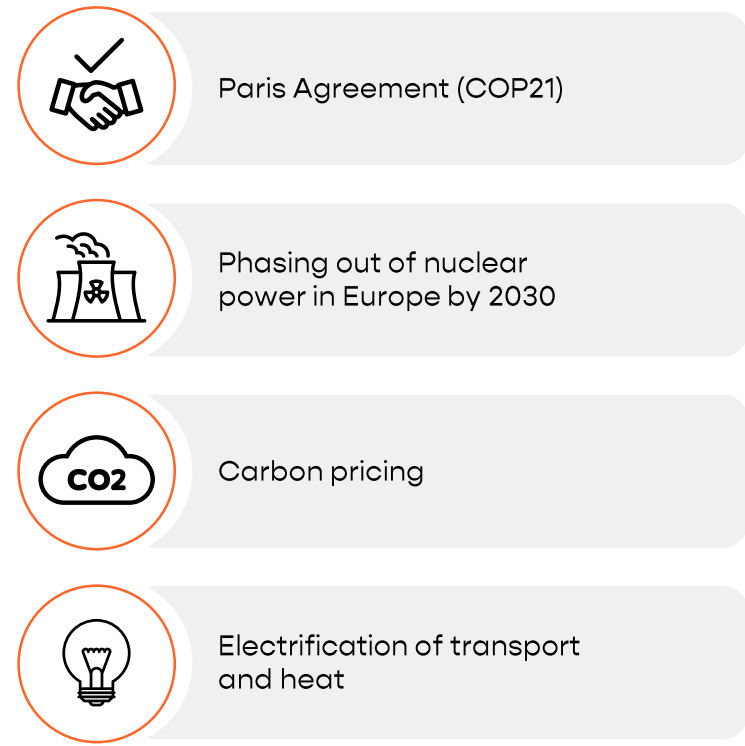 Paris Agreement (COP21)
Phasing out of nuclear
power in Europe by 2030
CO2
Carbon pricing
Electrification of transport
and heat